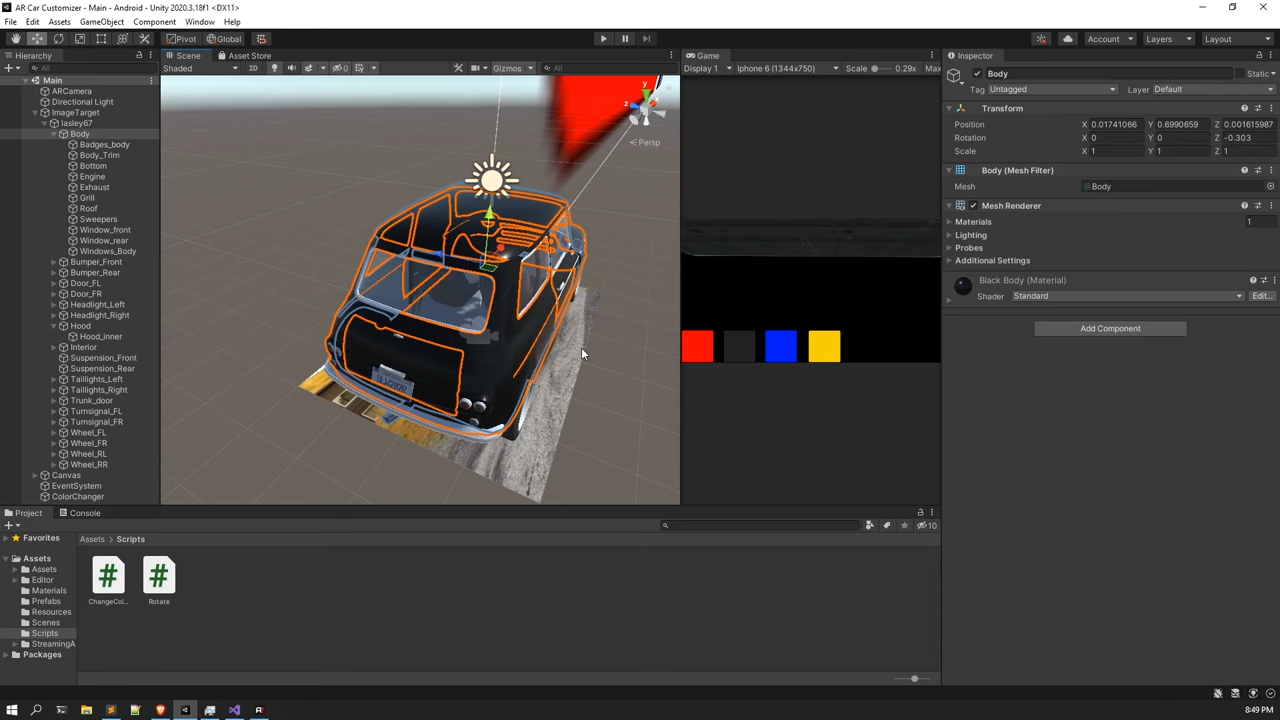 AR Car Customizer - Main - Android - Unity 2020.3.18f1 <DX11>
File Edit Assets GameObject Component Window Help
Pivot Global Account Layers Layout
Hierarchy
All
Main
ARCamera
Directional Light
ImageTarget
lasley67
Body
Badges_body
Body_Trim
Bottom
Engine
Exhaust
Grill
Roof
Sweepers
Window_front
Window_rear
Windows_Body
Bumper_Front
Bumper_Rear
Door_FL
Door_FR
Headlight_Left
Headlight_Right
Hood
Hood_inner
Interior
Suspension_Front
Suspension_Rear
Taillights_Left
Taillights_Right
Trunk_door
Turnsignal_FL
Turnsignal_FR
Wheel_FL
Wheel_FR
Wheel_RL
Wheel_RR
Canvas
EventSystem
ColorChanger
Scene Asset Store
Shaded 2D 0 Gizmos All
y
z
Persp
Game
Display 1 Iphone 6 (1344x750) Scale 0.29x Max
Inspector
Body Static
Tag Untagged Layer Default
Transform
Position X 0.01741066 Y 0.6990659 Z 0.001615987
Rotation X 0 Y 0 Z -0.303
Scale X 1 Y 1 Z 1
Body (Mesh Filter)
Mesh Body
Mesh Renderer
Materials 1
Lighting
Probes
Additional Settings
Black Body (Material)
Shader Standard Edit...
Add Component
Project Console
10
Favorites
Assets
Assets
Editor
Materials
Prefabs
Resources
Scenes
Scripts
StreamingA
Packages
Assets > Scripts
ChangeCol...
Rotate
8:49 PM